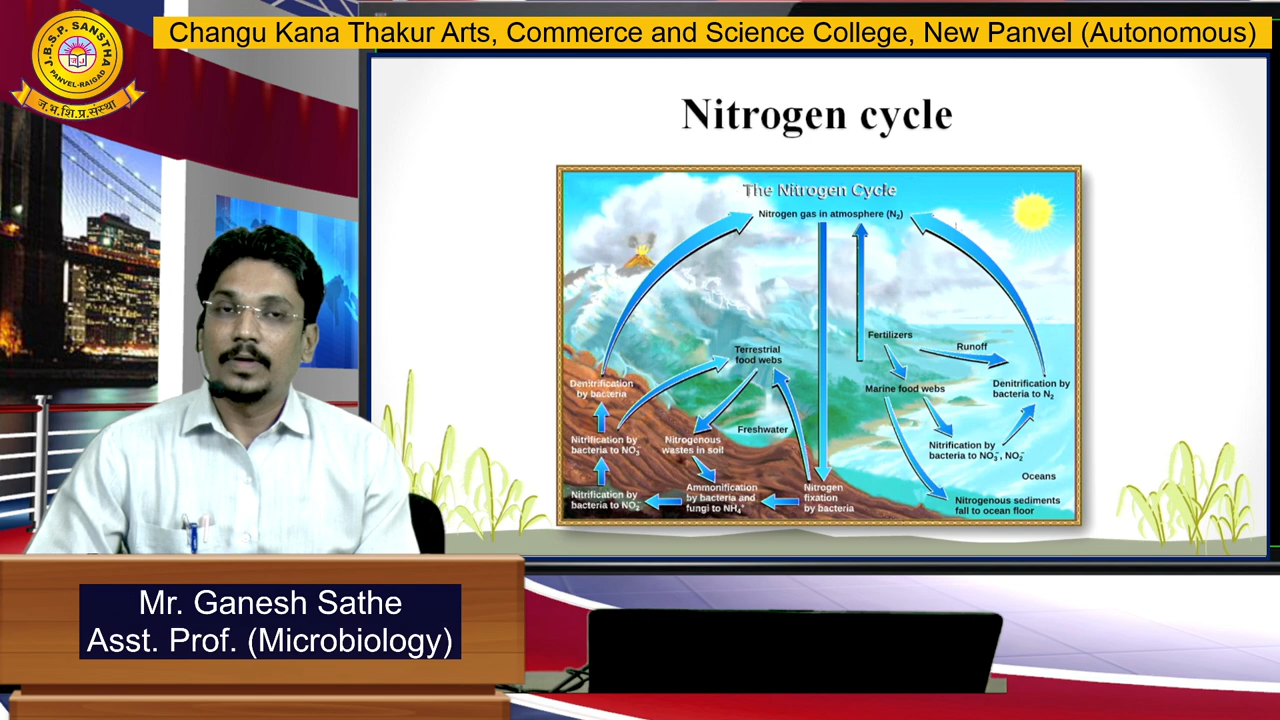 Changu Kana Thakur Arts, Commerce and Science College, New Panvel (Autonomous)
J.B.S.P. SANSTHA
PANVEL-RAIGAD
ज.भ.शि.प्र.संस्था
Nitrogen cycle
The Nitrogen Cycle
Nitrogen gas in atmosphere (N₂)
Fertilizers
Runoff
Terrestrial
food webs
Marine food webs
Denitrification
by bacteria
Denitrification by
bacteria to N₂
Freshwater
Nitrification by
bacteria to NO₃⁻
Nitrogenous
wastes in soil
Nitrification by
bacteria to NO₃⁻, NO₂⁻
Oceans
Nitrification by
bacteria to NO₂⁻
Ammonification
by bacteria and
fungi to NH₄⁺
Nitrogen
fixation
by bacteria
Nitrogenous sediments
fall to ocean floor
Mr. Ganesh Sathe
Asst. Prof. (Microbiology)